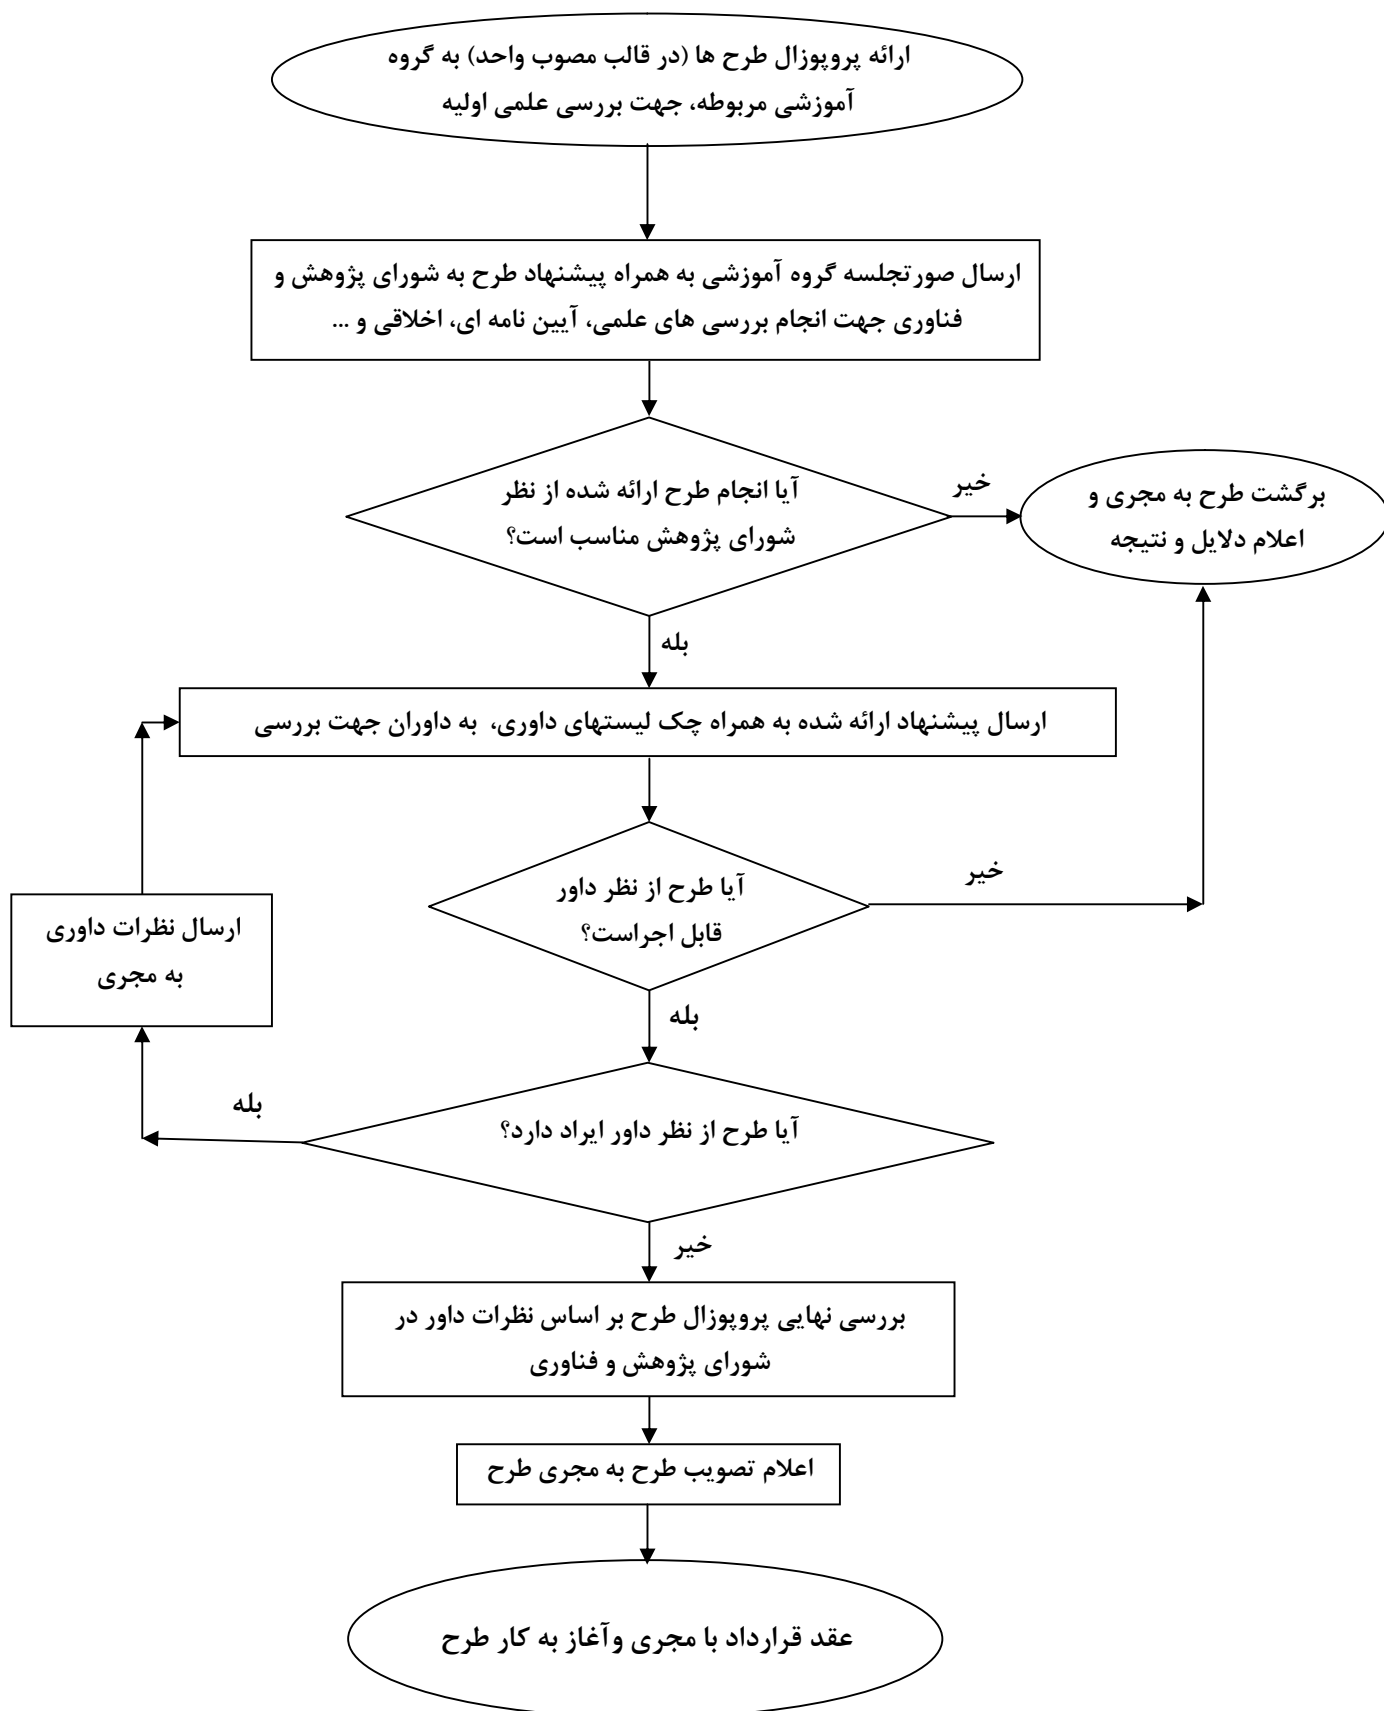 ارائه پروپوزال طرح ها (در قالب مصوب واحد) به گروه
آموزشی مربوطه، جهت بررسی علمی اولیه
ارسال صورتجلسه گروه آموزشی به همراه پیشنهاد طرح به شورای پژوهش و
فناوری جهت انجام بررسی های علمی، آیین نامه ای، اخلاقی و ...
آیا انجام طرح ارائه شده از نظر
شورای پژوهش مناسب است؟
خیر
برگشت طرح به مجری و
اعلام دلایل و نتیجه
بله
ارسال پیشنهاد ارائه شده به همراه چک لیستهای داوری، به داوران جهت بررسی
آیا طرح از نظر داور
قابل اجراست؟
خیر
ارسال نظرات داوری
به مجری
بله
آیا طرح از نظر داور ایراد دارد؟
بله
خیر
بررسی نهایی پروپوزال طرح بر اساس نظرات داور در
شورای پژوهش و فناوری
اعلام تصویب طرح به مجری طرح
عقد قرارداد با مجری وآغاز به کار طرح